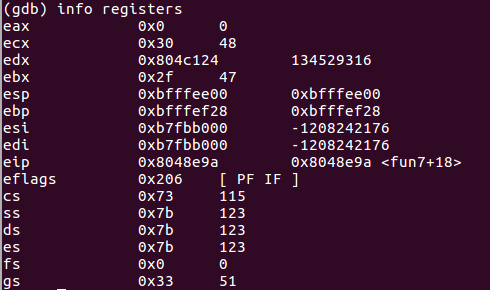 (gdb) info registers
eax 0x0 0
ecx 0x30 48
edx 0x804c124 134529316
ebx 0x2f 47
esp 0xbfffee00 0xbfffee00
ebp 0xbfffef28 0xbfffef28
esi 0xb7fbb000 -1208242176
edi 0xb7fbb000 -1208242176
eip 0x8048e9a 0x8048e9a <fun7+18>
eflags 0x206 [ PF IF ]
cs 0x73 115
ss 0x7b 123
ds 0x7b 123
es 0x7b 123
fs 0x0 0
gs 0x33 51